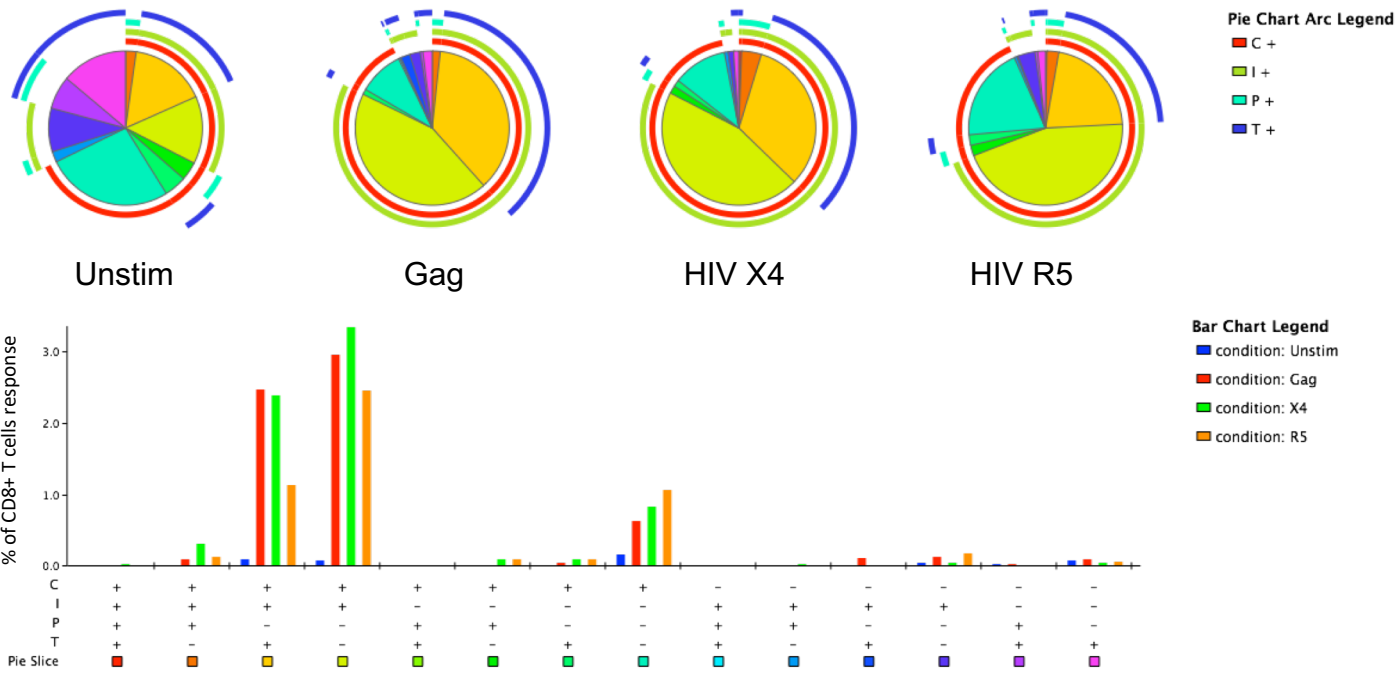 Pie Chart Arc Legend
C +
I +
P +
T +
Unstim
Gag
HIV X4
HIV R5
Bar Chart Legend
condition: Unstim
condition: Gag
condition: X4
condition: R5
% of CD8+ T cells response
3.0
2.0
1.0
0.0
C + + + + + + + + – – – – – –
I + + + + – – – – + + + + – –
P + + – – + + – – + + – – + –
T + – + – + – + – + – + – + +
Pie Slice